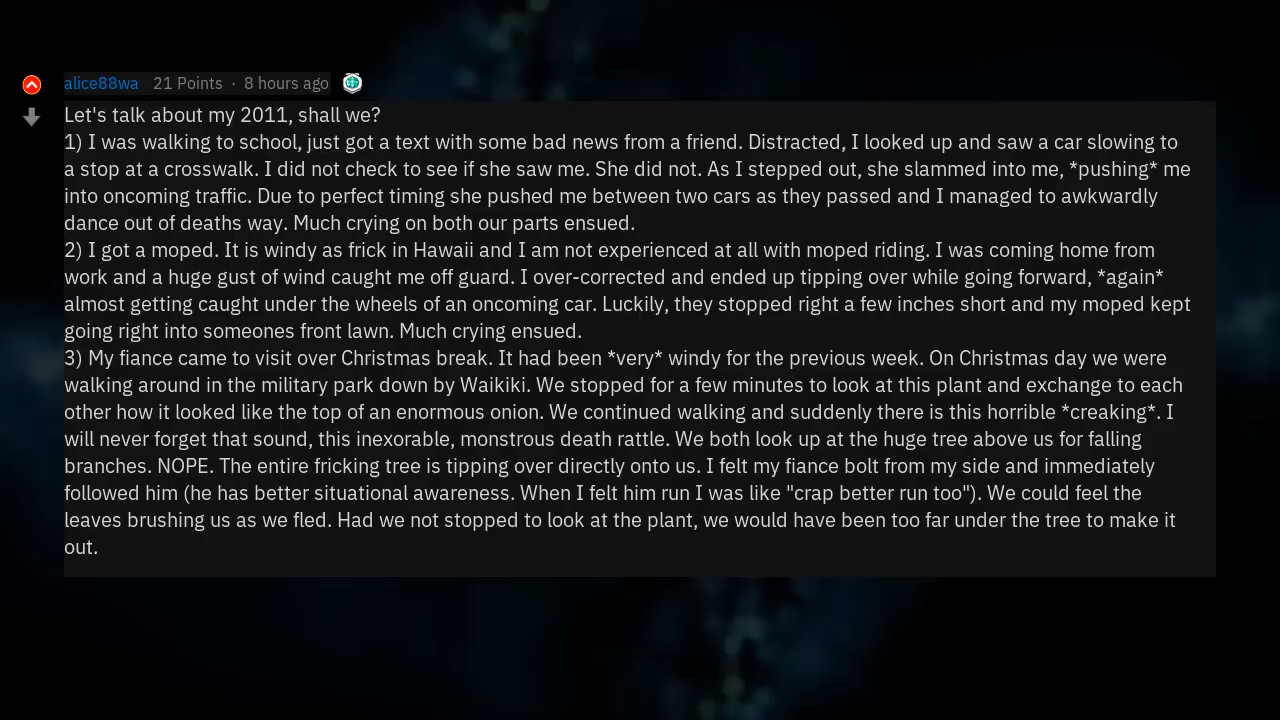 alice88wa 21 Points · 8 hours ago
Let's talk about my 2011, shall we?
1) I was walking to school, just got a text with some bad news from a friend. Distracted, I looked up and saw a car slowing to
a stop at a crosswalk. I did not check to see if she saw me. She did not. As I stepped out, she slammed into me, *pushing* me
into oncoming traffic. Due to perfect timing she pushed me between two cars as they passed and I managed to awkwardly
dance out of deaths way. Much crying on both our parts ensued.
2) I got a moped. It is windy as frick in Hawaii and I am not experienced at all with moped riding. I was coming home from
work and a huge gust of wind caught me off guard. I over-corrected and ended up tipping over while going forward, *again*
almost getting caught under the wheels of an oncoming car. Luckily, they stopped right a few inches short and my moped kept
going right into someones front lawn. Much crying ensued.
3) My fiance came to visit over Christmas break. It had been *very* windy for the previous week. On Christmas day we were
walking around in the military park down by Waikiki. We stopped for a few minutes to look at this plant and exchange to each
other how it looked like the top of an enormous onion. We continued walking and suddenly there is this horrible *creaking*. I
will never forget that sound, this inexorable, monstrous death rattle. We both look up at the huge tree above us for falling
branches. NOPE. The entire fricking tree is tipping over directly onto us. I felt my fiance bolt from my side and immediately
followed him (he has better situational awareness. When I felt him run I was like "crap better run too"). We could feel the
leaves brushing us as we fled. Had we not stopped to look at the plant, we would have been too far under the tree to make it
out.